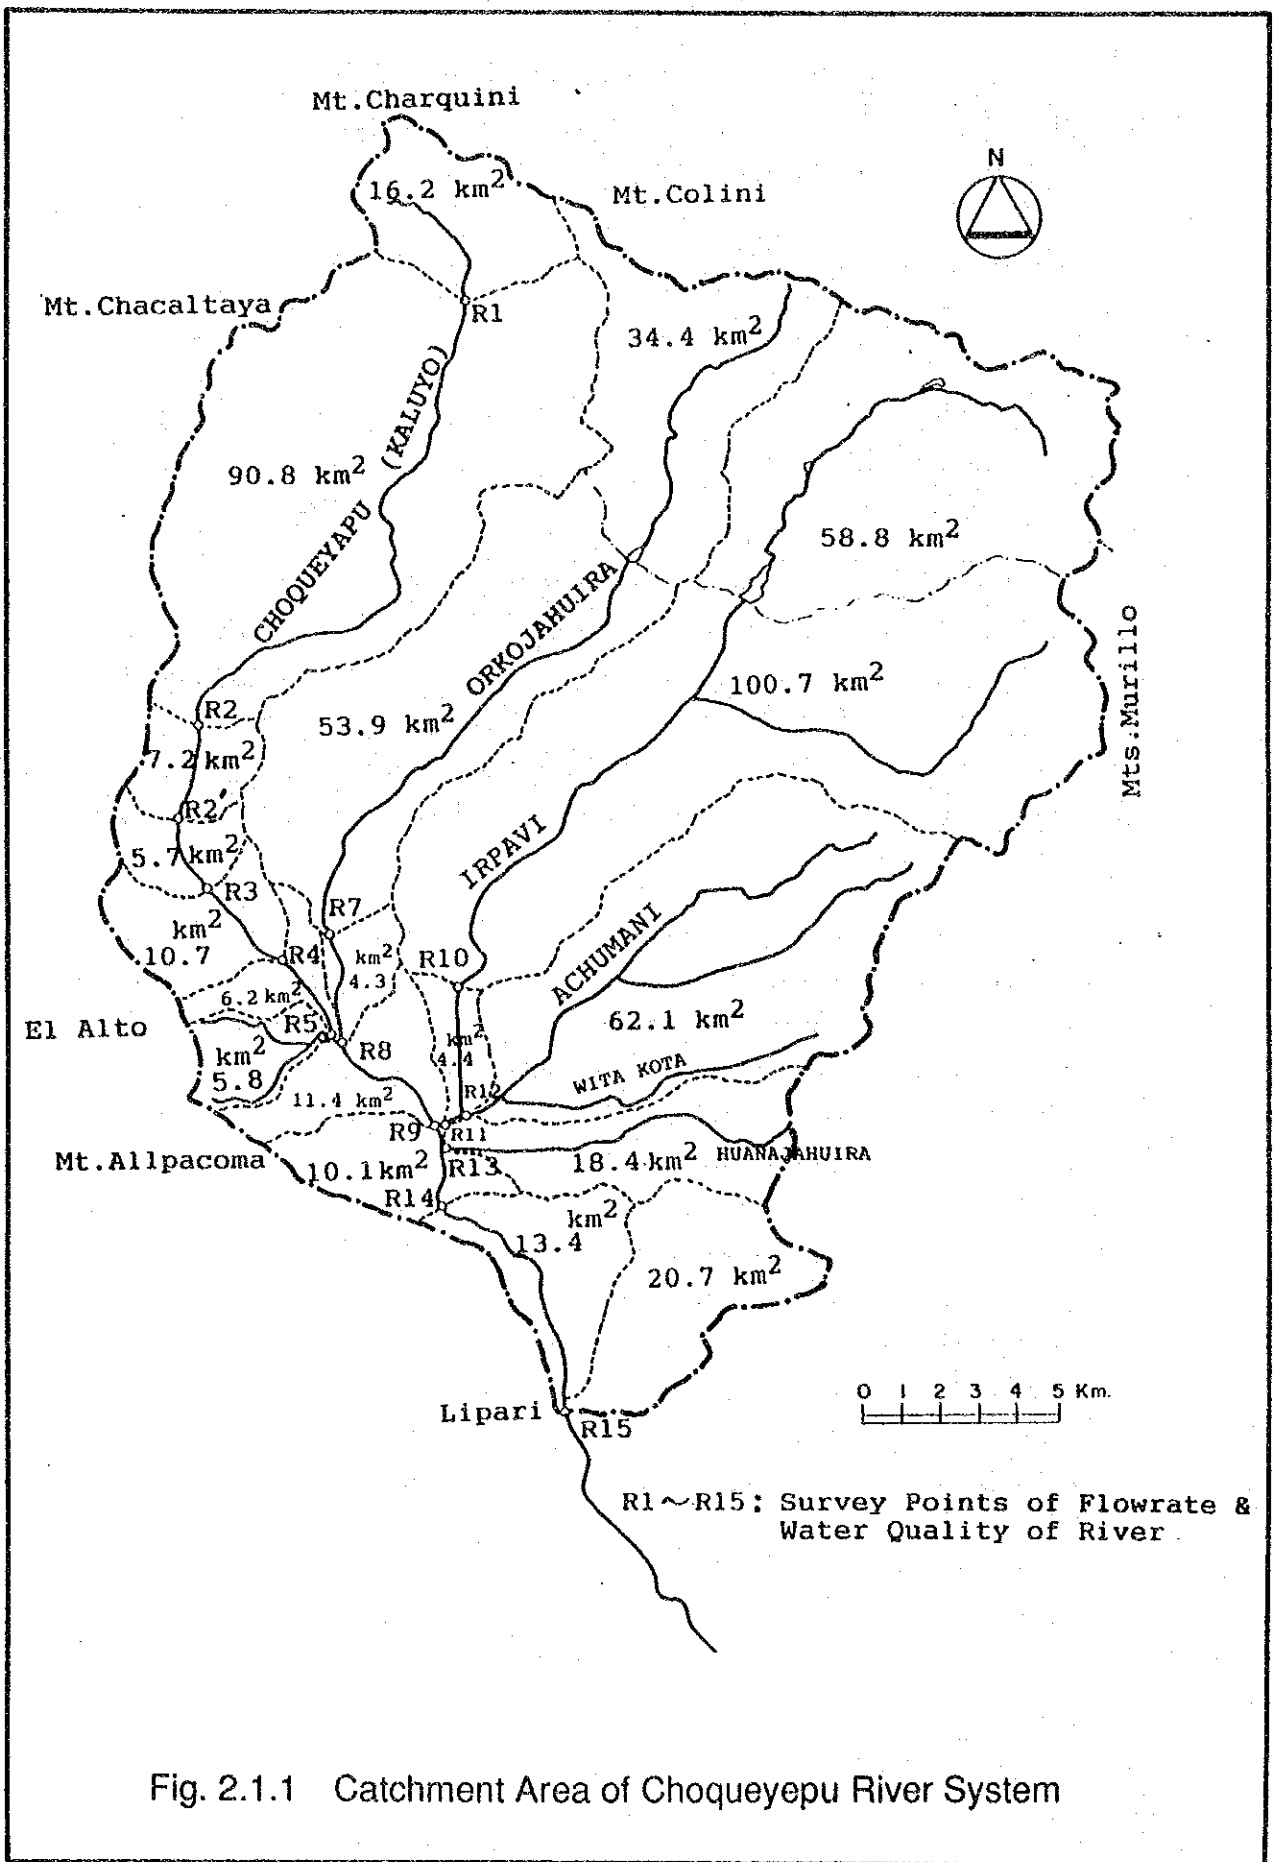 Mt.Charquini
N
16.2 km²
Mt.Colini
Mt.Chacaltaya
R1
34.4 km²
(KALUYO)
90.8 km²
CHOQUEYAPU
58.8 km²
ORKOJAHUIRA
Mts.Murillo
100.7 km²
R2
53.9 km²
7.2 km²
R2'
IRPAVI
5.7 km²
R3
R7
ACHUMANI
km²
10.7
R4
km²
4.3
R10
6.2 km²
El Alto
R5
62.1 km²
km²
5.8
R8
km²
4.4
WITA KOTA
11.4 km²
R12
R9
R11
Mt.Allpacoma
10.1 km²
R13
18.4 km²
HUANAJAHUIRA
R14
km²
13.4
20.7 km²
0 1 2 3 4 5 Km.
Lipari
R15
R1~R15: Survey Points of Flowrate &
Water Quality of River
Fig. 2.1.1 Catchment Area of Choqueyepu River System